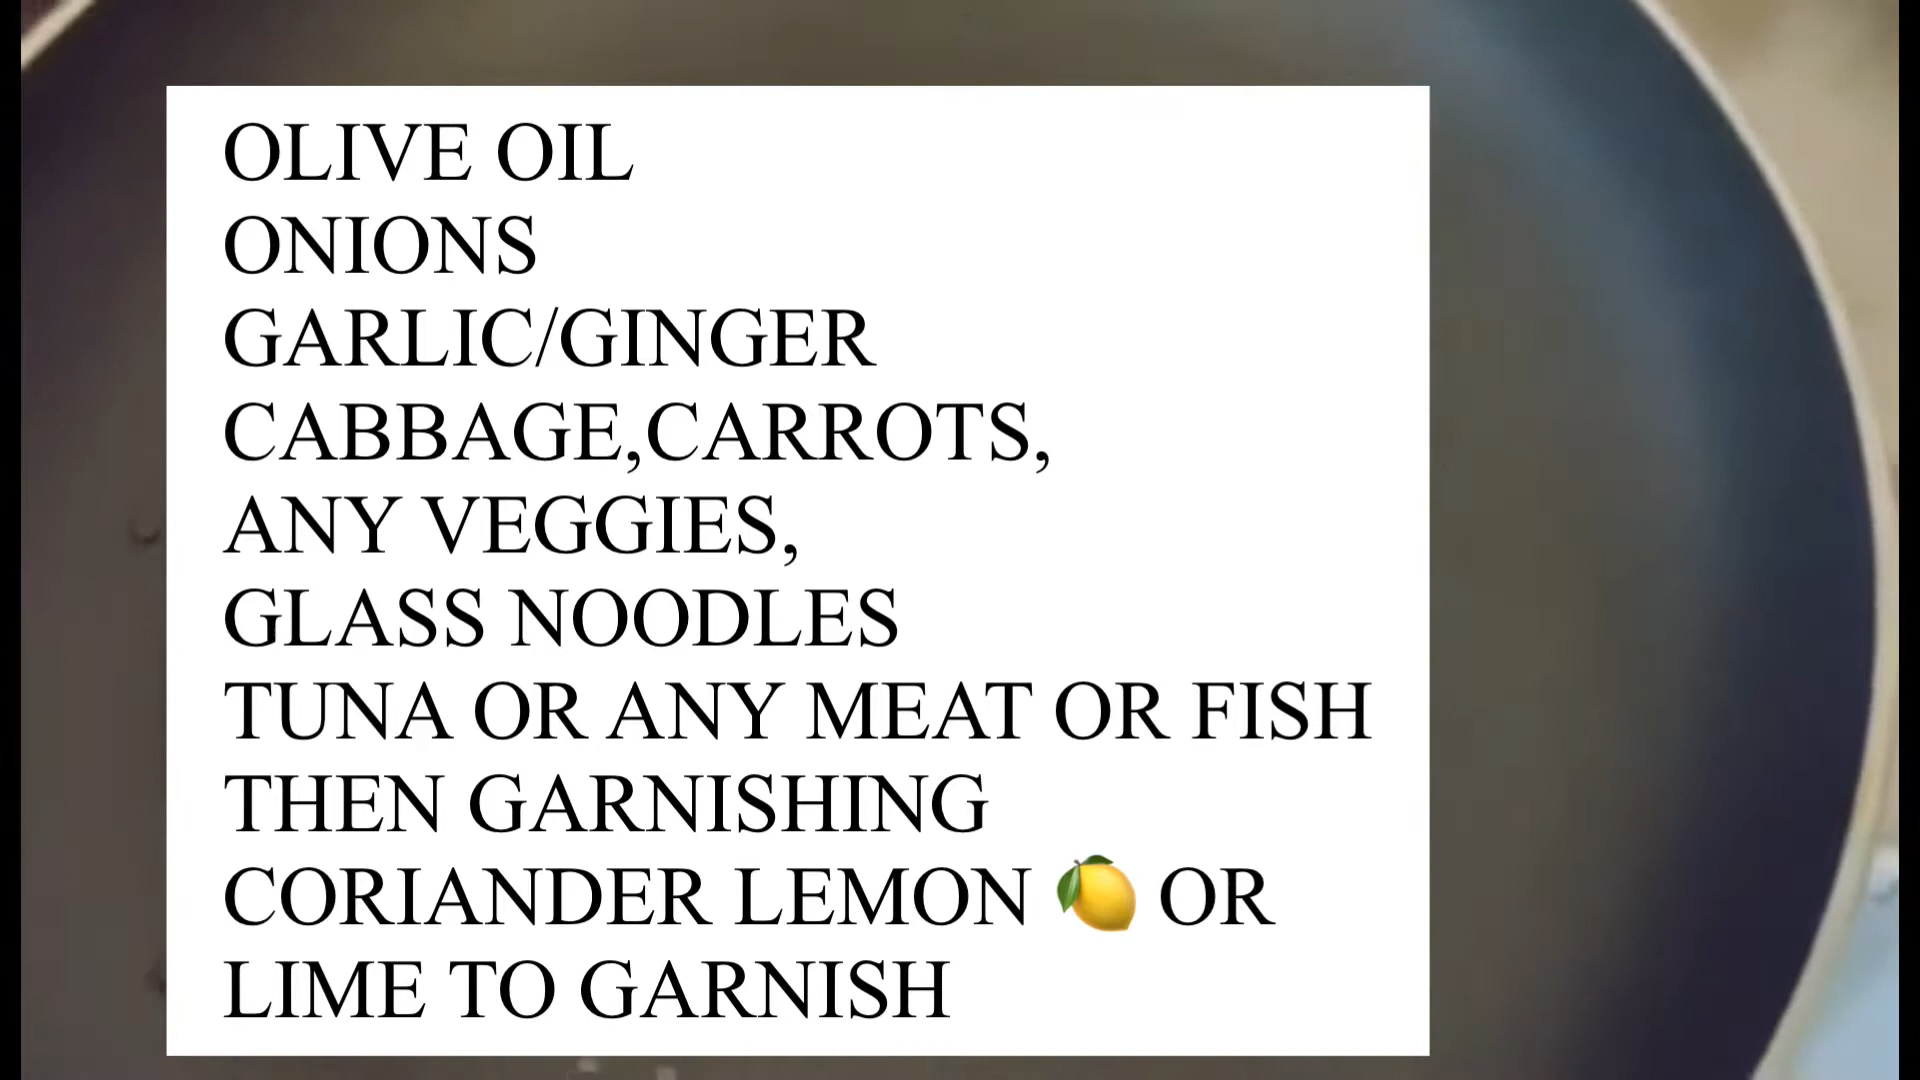 OLIVE OIL
ONIONS
GARLIC/GINGER
CABBAGE,CARROTS,
ANY VEGGIES,
GLASS NOODLES
TUNA OR ANY MEAT OR FISH
THEN GARNISHING
CORIANDER LEMON 🍋 OR
LIME TO GARNISH